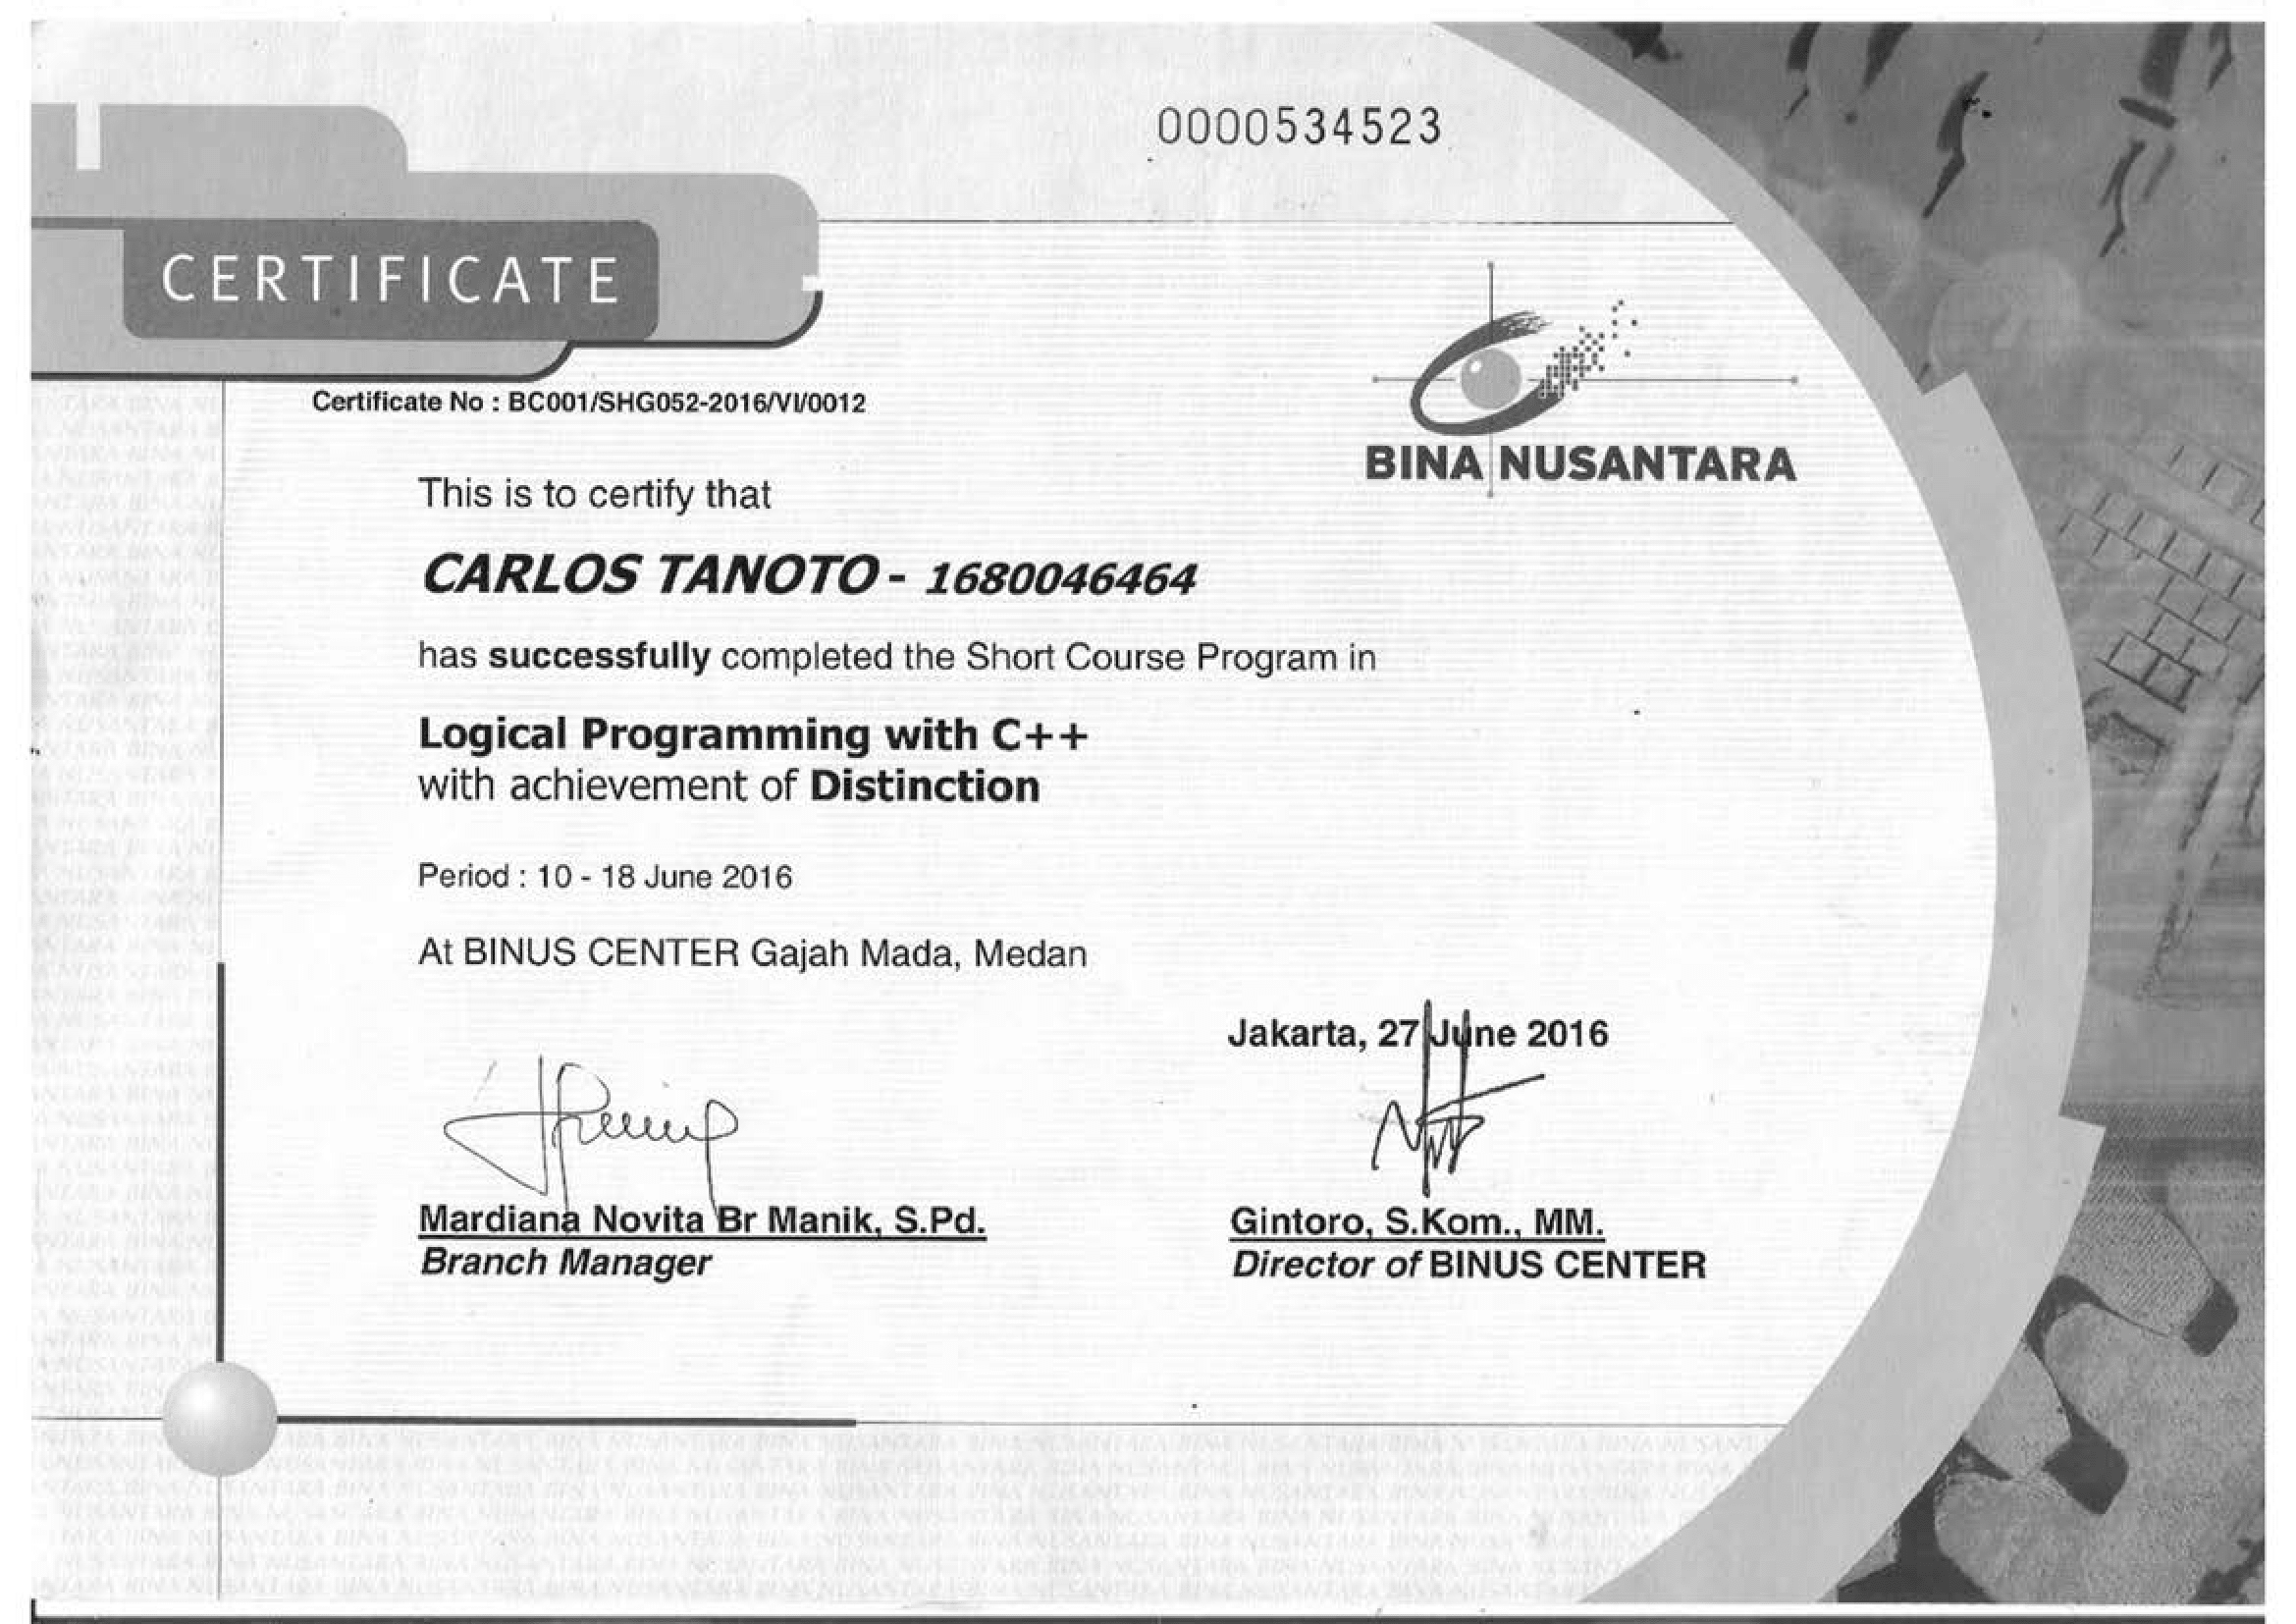 0000534523
CERTIFICATE
Certificate No : BC001/SHG052-2016/VI/0012
BINA NUSANTARA
This is to certify that
CARLOS TANOTO - 1680046464
has successfully completed the Short Course Program in
Logical Programming with C++
with achievement of Distinction
Period : 10 - 18 June 2016
At BINUS CENTER Gajah Mada, Medan
Jakarta, 27 June 2016
Mardiana Novita Br Manik, S.Pd.
Branch Manager
Gintoro, S.Kom., MM.
Director of BINUS CENTER